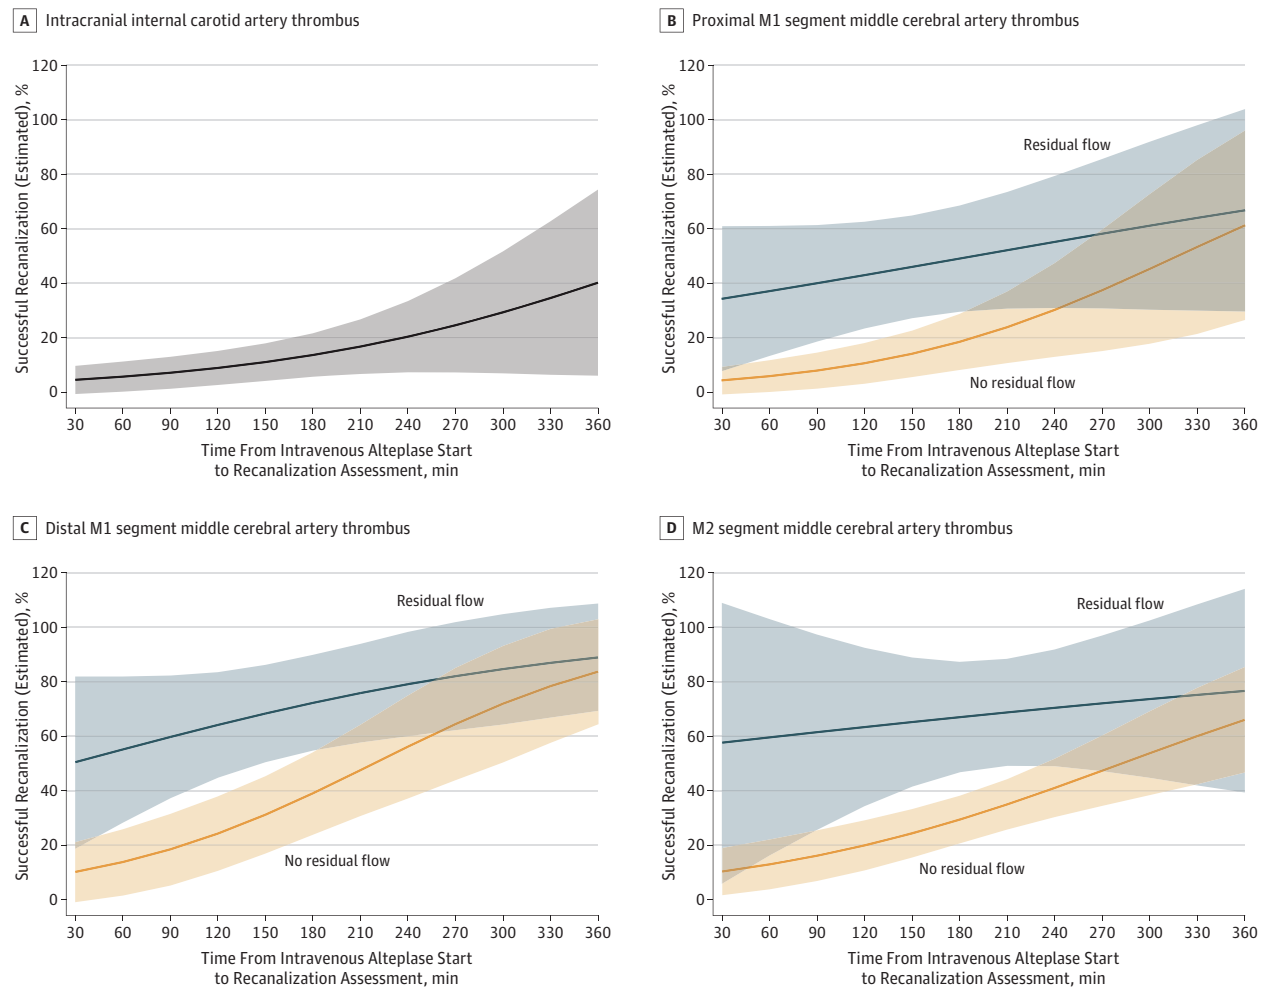 A Intracranial internal carotid artery thrombus
120
100
80
60
40
20
0
Successful Recanalization (Estimated), %
30 60 90 120 150 180 210 240 270 300 330 360
Time From Intravenous Alteplase Start
to Recanalization Assessment, min
B Proximal M1 segment middle cerebral artery thrombus
120
100
80
60
40
20
0
Successful Recanalization (Estimated), %
Residual flow
No residual flow
30 60 90 120 150 180 210 240 270 300 330 360
Time From Intravenous Alteplase Start
to Recanalization Assessment, min
C Distal M1 segment middle cerebral artery thrombus
120
100
80
60
40
20
0
Successful Recanalization (Estimated), %
Residual flow
No residual flow
30 60 90 120 150 180 210 240 270 300 330 360
Time From Intravenous Alteplase Start
to Recanalization Assessment, min
D M2 segment middle cerebral artery thrombus
120
100
80
60
40
20
0
Successful Recanalization (Estimated), %
Residual flow
No residual flow
30 60 90 120 150 180 210 240 270 300 330 360
Time From Intravenous Alteplase Start
to Recanalization Assessment, min